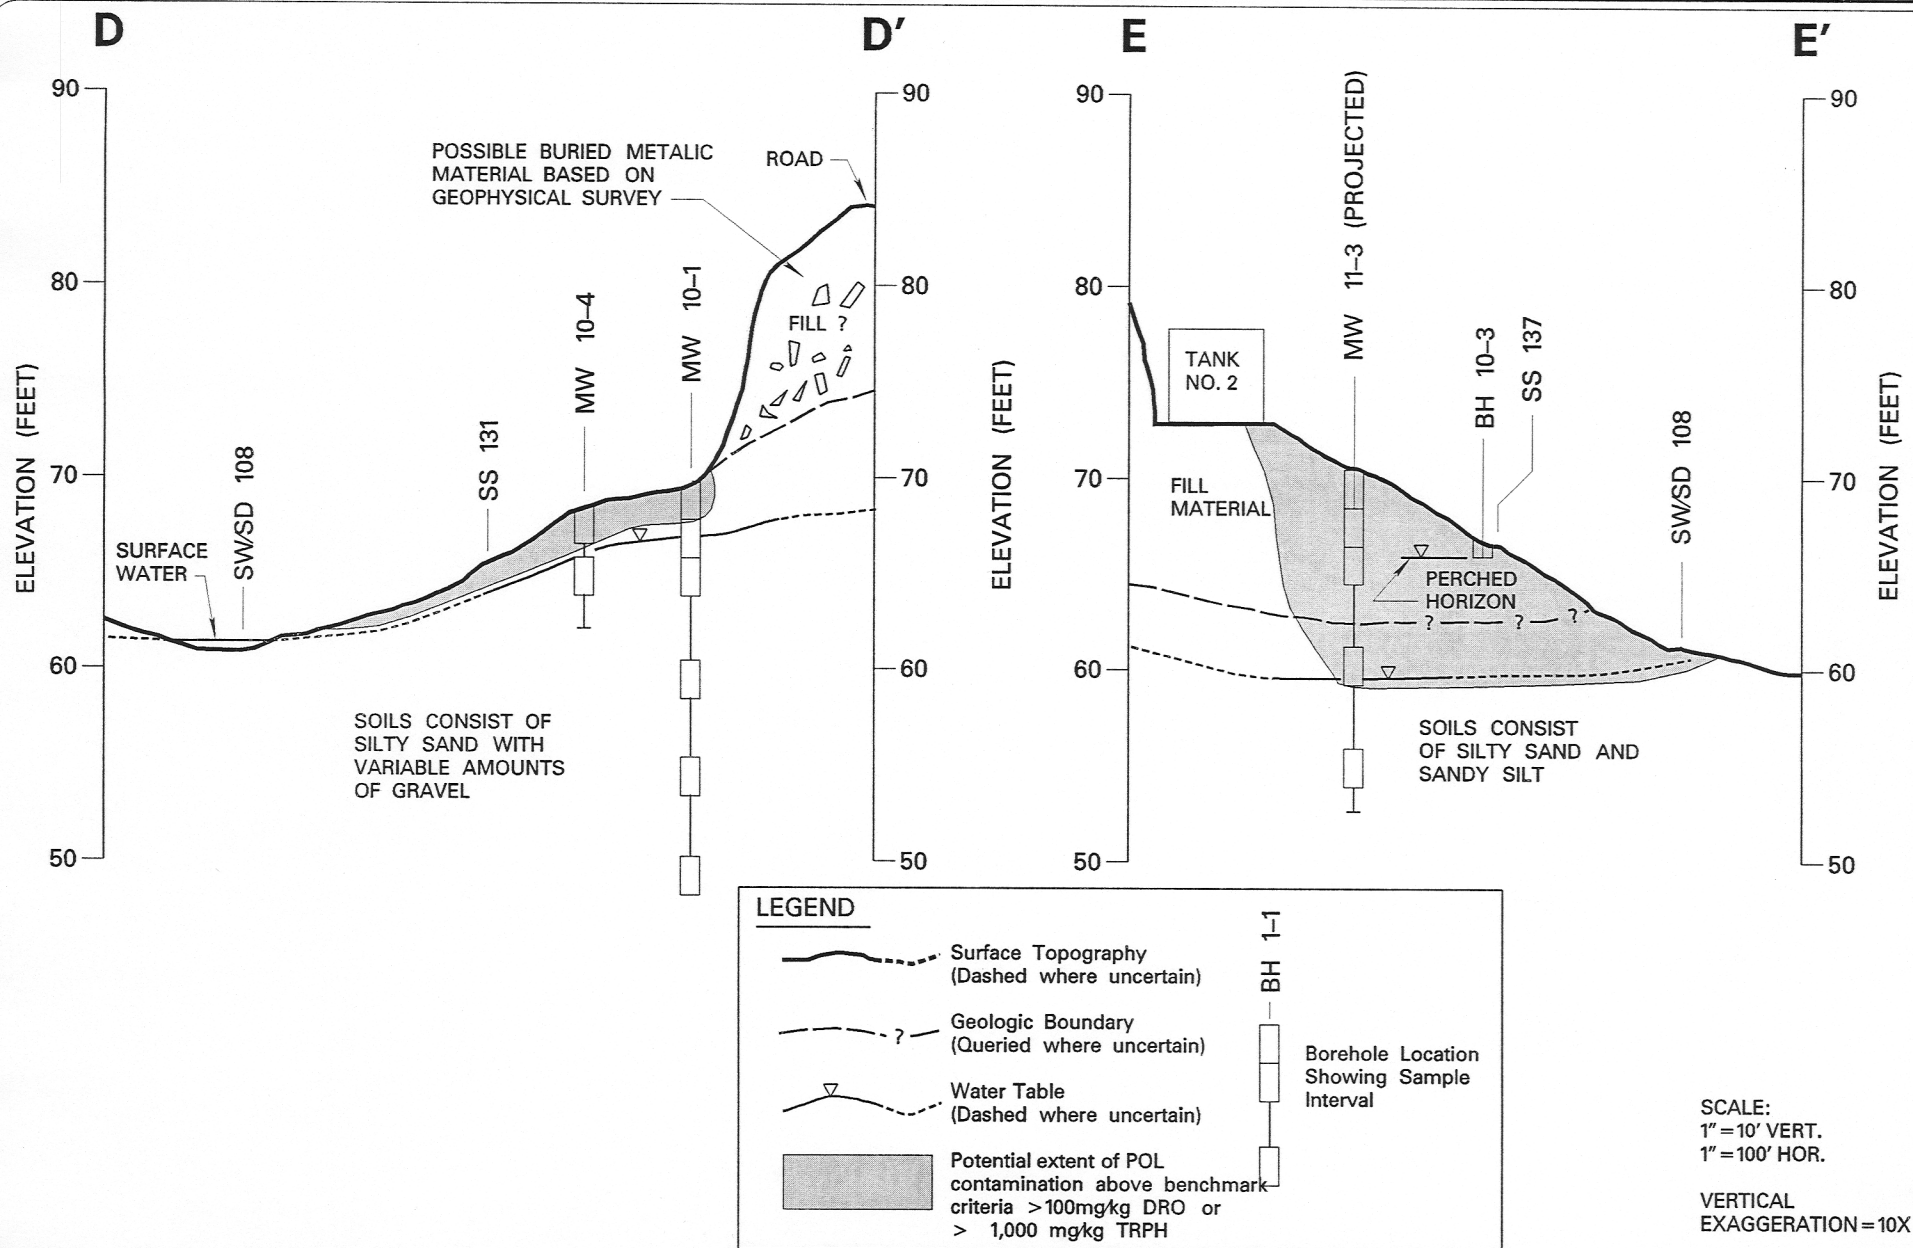 D
D'
90
80
70
60
50
ELEVATION (FEET)
POSSIBLE BURIED METALIC
MATERIAL BASED ON
GEOPHYSICAL SURVEY
ROAD
FILL ?
SURFACE
WATER
SW/SD 108
SS 131
MW 10-4
MW 10-1
SOILS CONSIST OF
SILTY SAND WITH
VARIABLE AMOUNTS
OF GRAVEL
90
80
70
60
50
ELEVATION (FEET)
E
E'
90
80
70
60
50
TANK
NO. 2
FILL
MATERIAL
MW 11-3 (PROJECTED)
BH 10-3
SS 137
SW/SD 108
PERCHED
HORIZON
?
?
?
SOILS CONSIST
OF SILTY SAND AND
SANDY SILT
90
80
70
60
50
ELEVATION (FEET)
LEGEND
Surface Topography
(Dashed where uncertain)
?
Geologic Boundary
(Queried where uncertain)
Water Table
(Dashed where uncertain)
Potential extent of POL
contamination above benchmark
criteria >100mg/kg DRO or
> 1,000 mg/kg TRPH
BH 1-1
Borehole Location
Showing Sample
Interval
SCALE:
1"=10' VERT.
1"=100' HOR.
VERTICAL
EXAGGERATION=10X